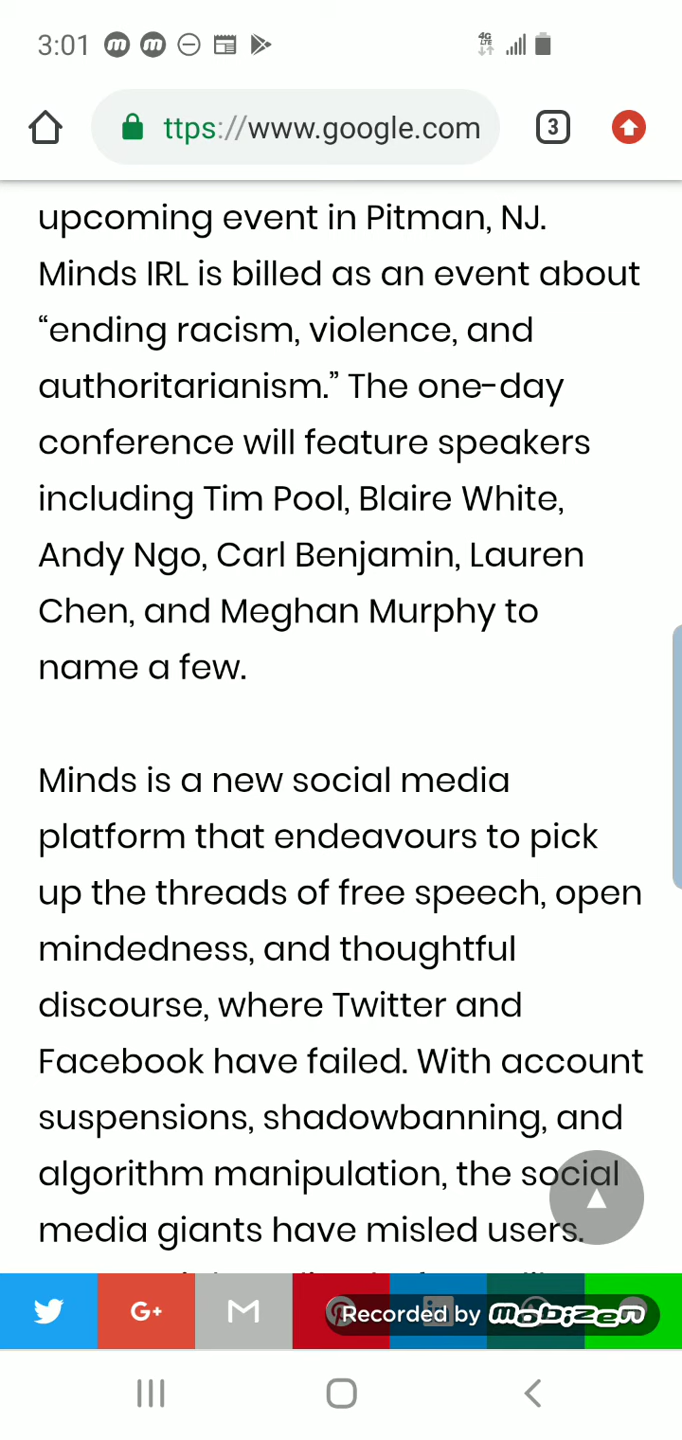 3:01
4G
LTE
ttps://www.google.com
3
upcoming event in Pitman, NJ.
Minds IRL is billed as an event about
“ending racism, violence, and
authoritarianism.” The one-day
conference will feature speakers
including Tim Pool, Blaire White,
Andy Ngo, Carl Benjamin, Lauren
Chen, and Meghan Murphy to
name a few.
Minds is a new social media
platform that endeavours to pick
up the threads of free speech, open
mindedness, and thoughtful
discourse, where Twitter and
Facebook have failed. With account
suspensions, shadowbanning, and
algorithm manipulation, the social
media giants have misled users.
G+
Recorded by mobizen